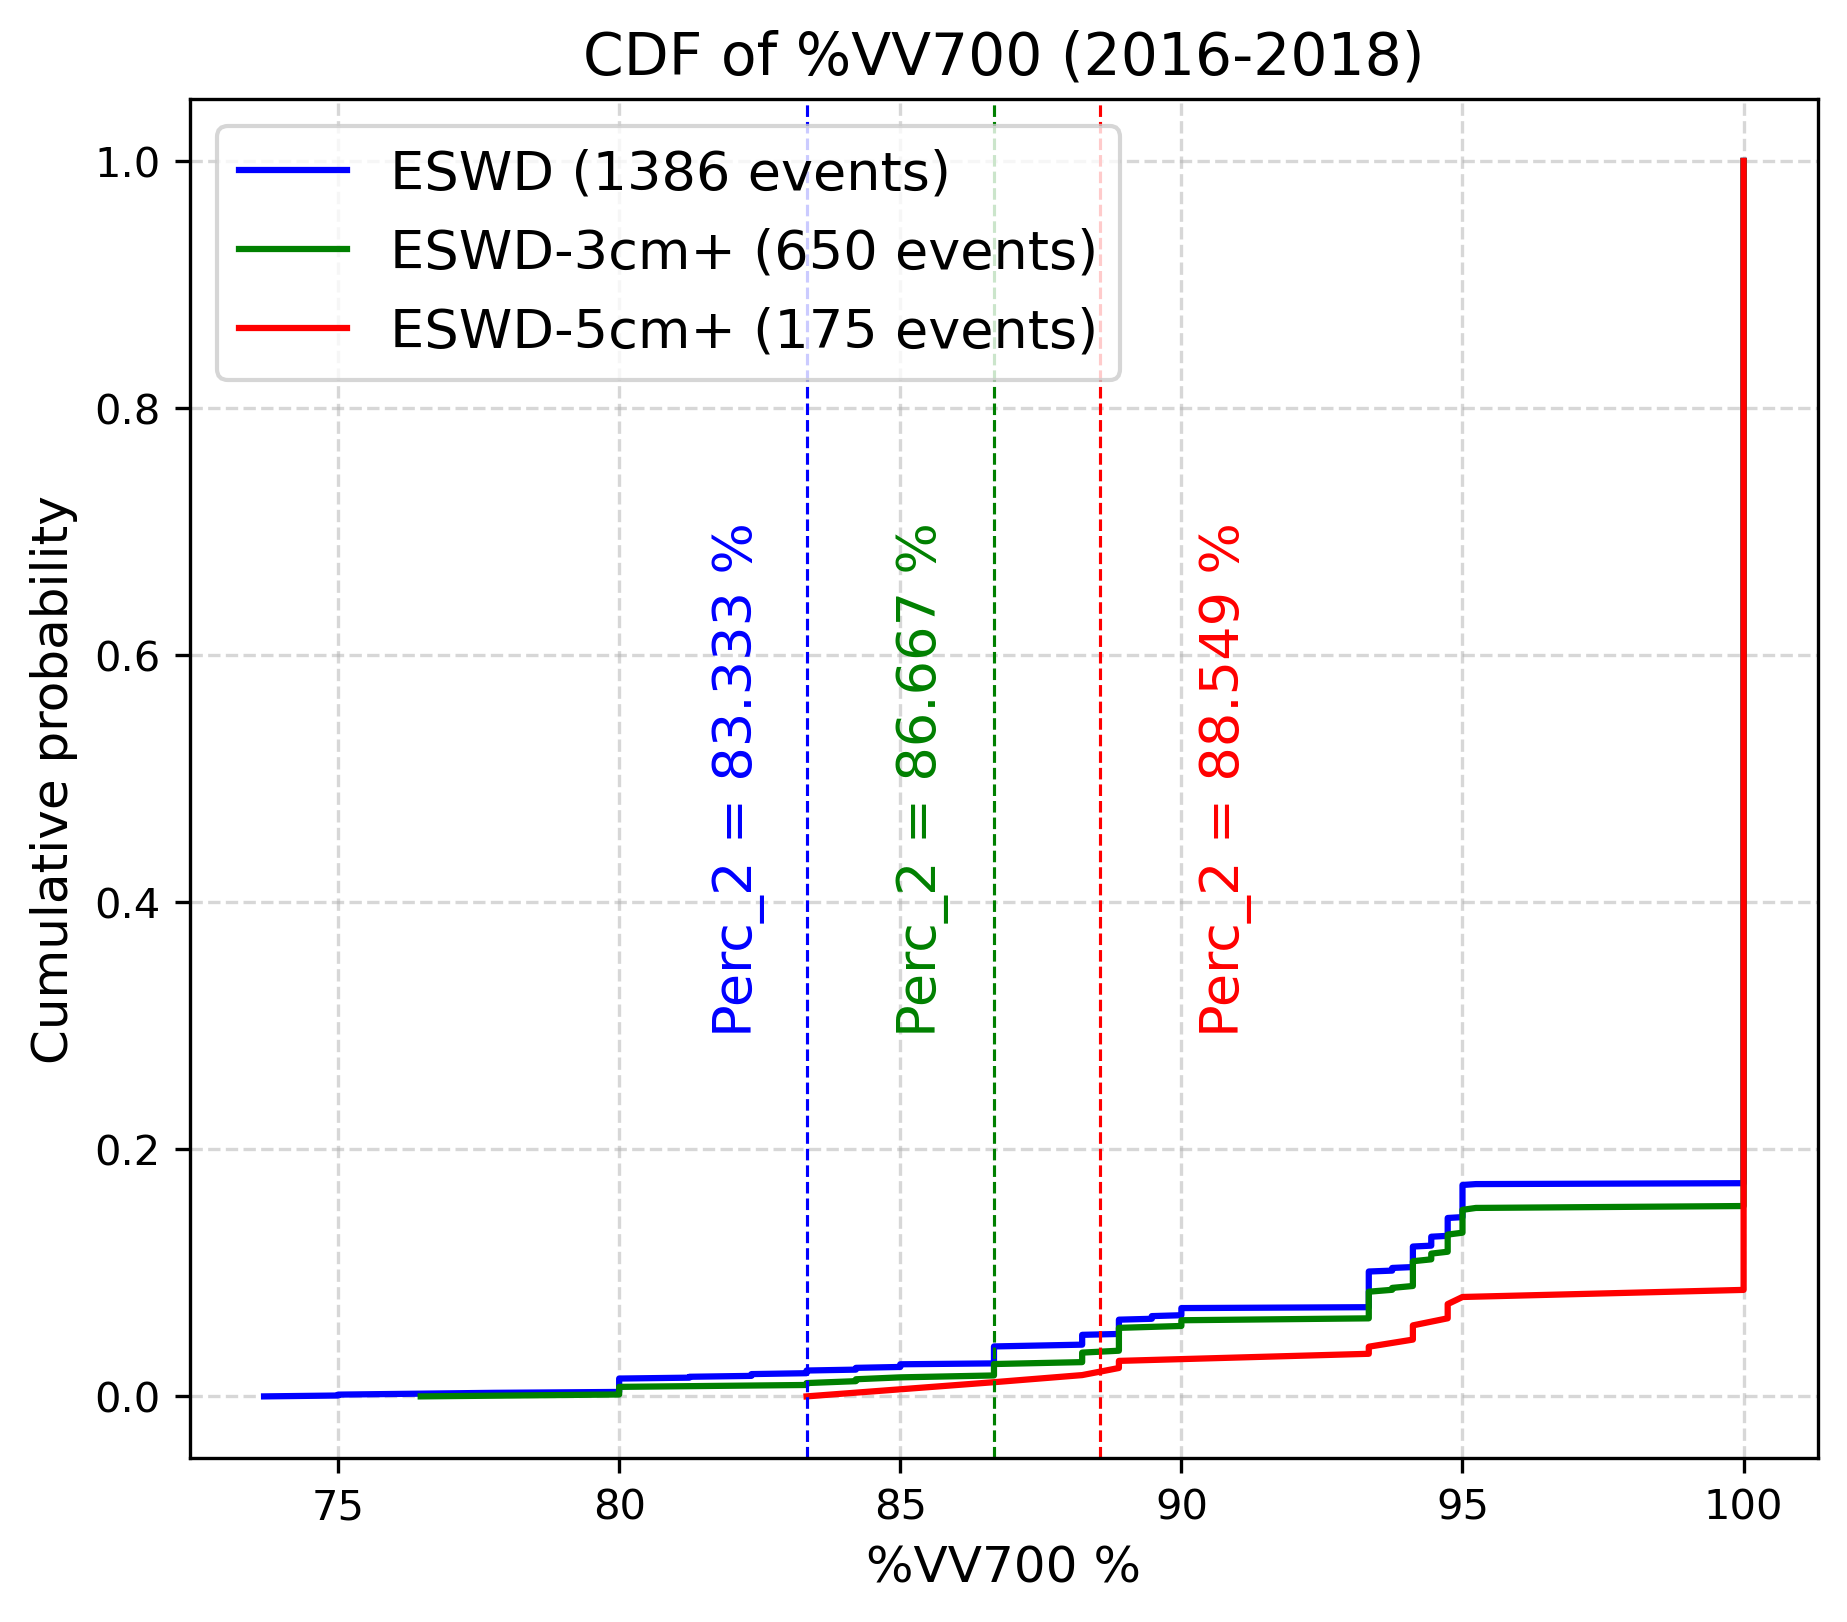 CDF of %VV700 (2016-2018)
ESWD (1386 events)
ESWD-3cm+ (650 events)
ESWD-5cm+ (175 events)
Cumulative probability
1.0
0.8
0.6
0.4
0.2
0.0
Perc_2 = 83.333 %
Perc_2 = 86.667 %
Perc_2 = 88.549 %
75
80
85
90
95
100
%VV700 %